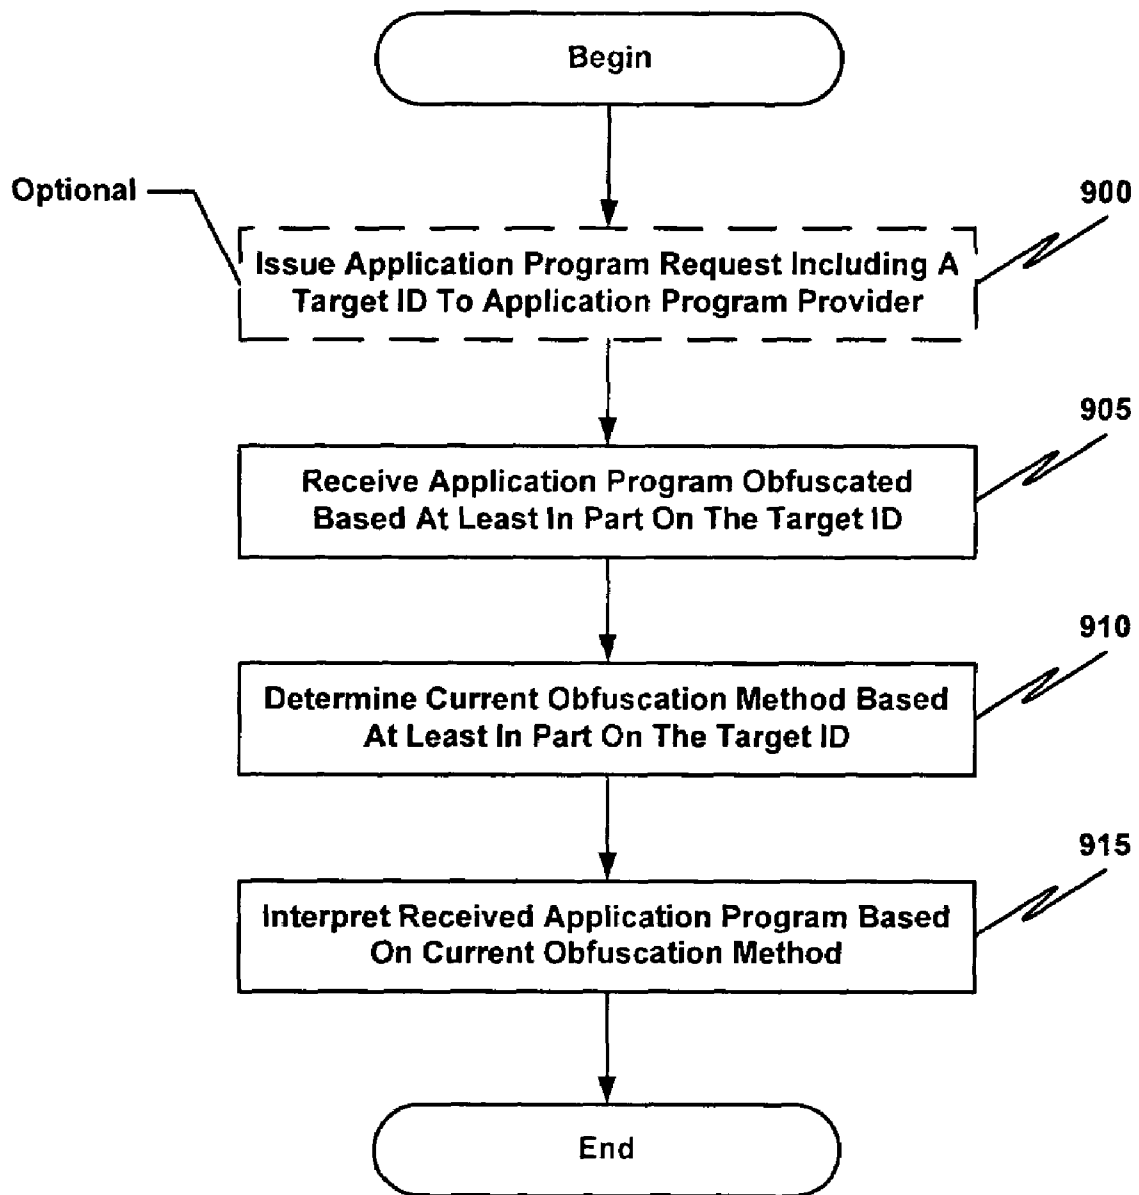 Begin
Optional
900
Issue Application Program Request Including A
Target ID To Application Program Provider
905
Receive Application Program Obfuscated
Based At Least In Part On The Target ID
910
Determine Current Obfuscation Method Based
At Least In Part On The Target ID
915
Interpret Received Application Program Based
On Current Obfuscation Method
End